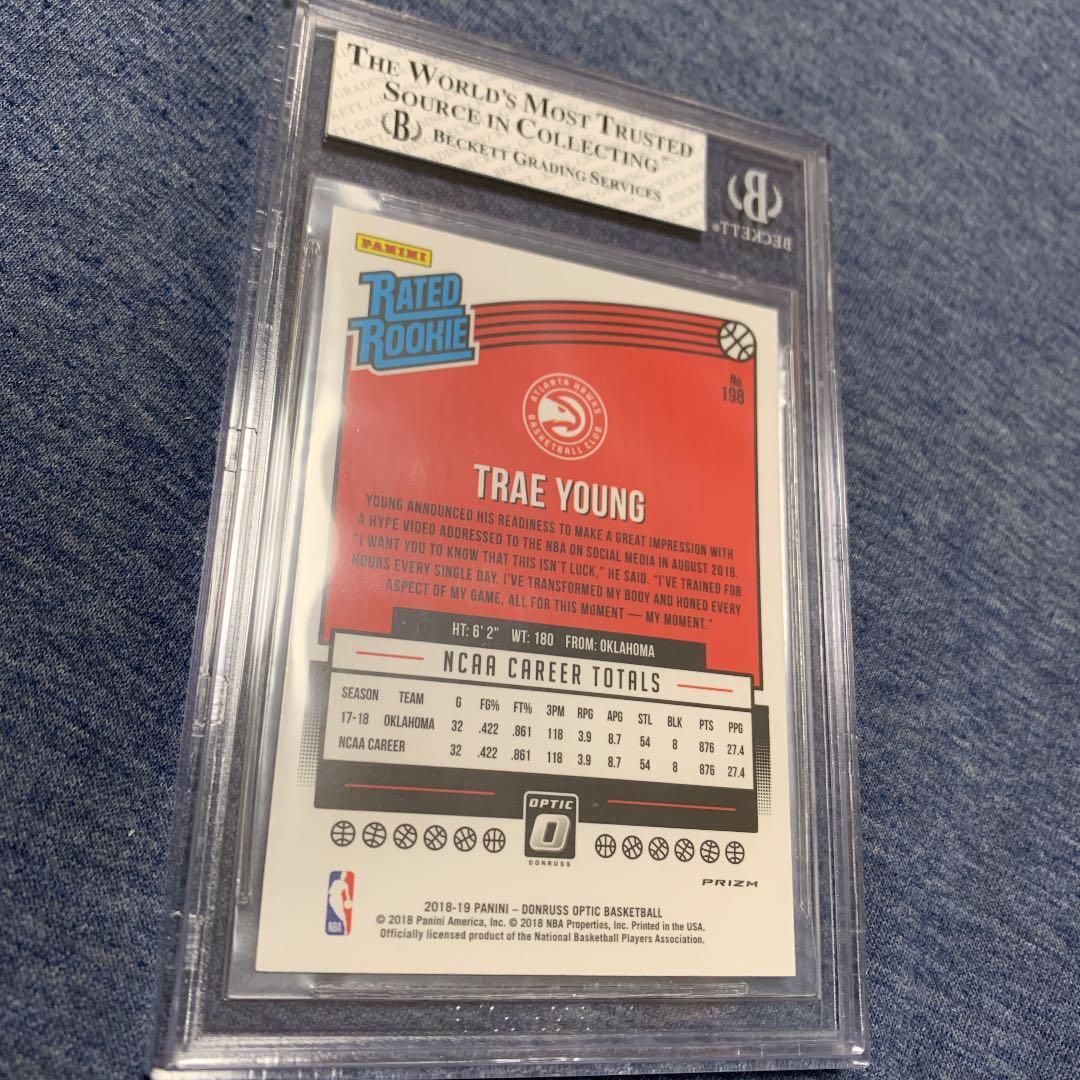 THE WORLD'S MOST TRUSTED
SOURCE IN COLLECTING
B BECKETT GRADING SERVICES
B
BECKETT
PANINI
RATED
ROOKIE
No.
198
ATLANTA HAWKS
BASKETBALL CLUB
TRAE YOUNG
YOUNG ANNOUNCED HIS READINESS TO MAKE A GREAT IMPRESSION WITH
A HYPE VIDEO ADDRESSED TO THE NBA ON SOCIAL MEDIA IN AUGUST 2018.
"I WANT YOU TO KNOW THAT THIS ISN'T LUCK," HE SAID. "I'VE TRAINED FOR
HOURS EVERY SINGLE DAY. I'VE TRANSFORMED MY BODY AND HONED EVERY
ASPECT OF MY GAME, ALL FOR THIS MOMENT — MY MOMENT."
HT: 6' 2" WT: 180 FROM: OKLAHOMA
NCAA CAREER TOTALS
SEASON TEAM G FG% FT% 3PM RPG APG STL BLK PTS PPG
17-18 OKLAHOMA 32 .422 .861 118 3.9 8.7 54 8 876 27.4
NCAA CAREER 32 .422 .861 118 3.9 8.7 54 8 876 27.4
OPTIC
O
DONRUSS
PRIZM
NBA
2018-19 PANINI – DONRUSS OPTIC BASKETBALL
© 2018 Panini America, Inc. © 2018 NBA Properties, Inc. Printed in the USA.
Officially licensed product of the National Basketball Players Association.